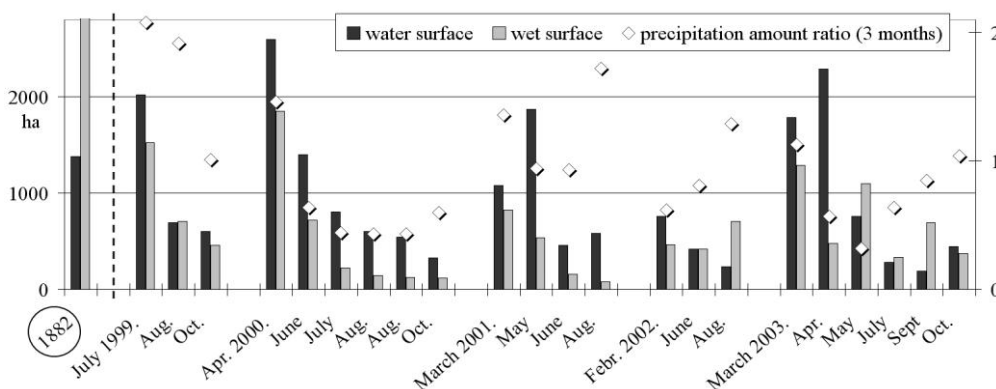 water surface wet surface precipitation amount ratio (3 months)
2
2000
ha
1
1000
0
0
1882
July 1999.
Aug.
Oct.
Apr. 2000.
June
July
Aug.
Aug.
Oct.
March 2001.
May
June
Aug.
Febr. 2002.
June
Aug.
March 2003.
Apr.
May
July
Sept
Oct.